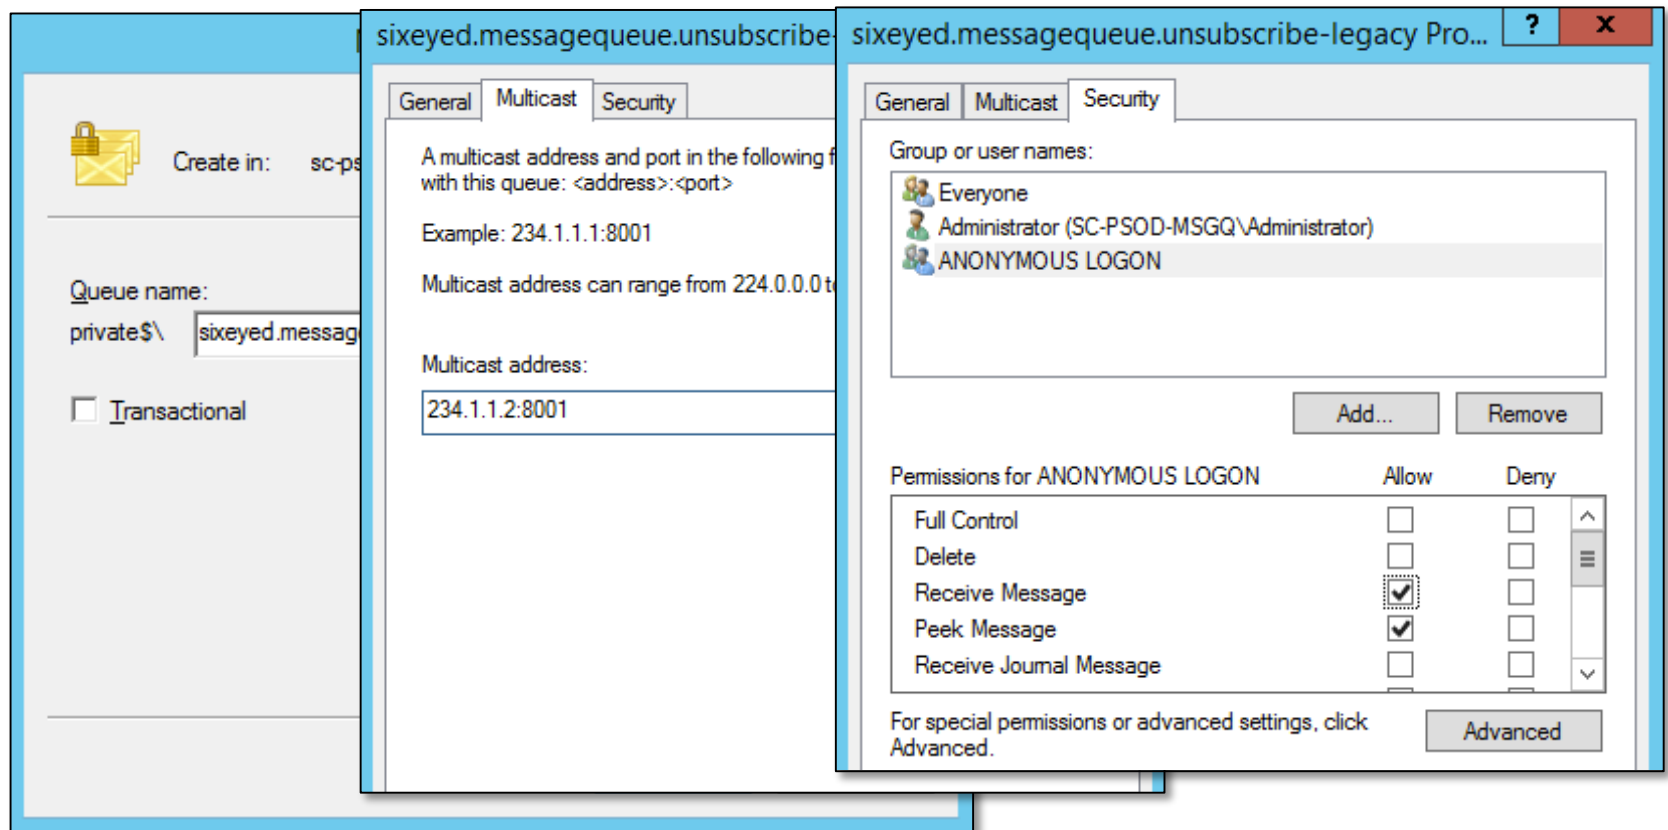 Create in: sc-ps
Queue name:
private$\ sixeyed.messag
Transactional
sixeyed.messagequeue.unsubscribe-
General Multicast Security
A multicast address and port in the following f
with this queue: <address>:<port>
Example: 234.1.1.1:8001
Multicast address can range from 224.0.0.0 to
Multicast address:
234.1.1.2:8001
sixeyed.messagequeue.unsubscribe-legacy Pro... ? X
General Multicast Security
Group or user names:
Everyone
Administrator (SC-PSOD-MSGQ\Administrator)
ANONYMOUS LOGON
Add... Remove
Permissions for ANONYMOUS LOGON Allow Deny
Full Control
Delete
Receive Message
Peek Message
Receive Journal Message
For special permissions or advanced settings, click
Advanced.
Advanced